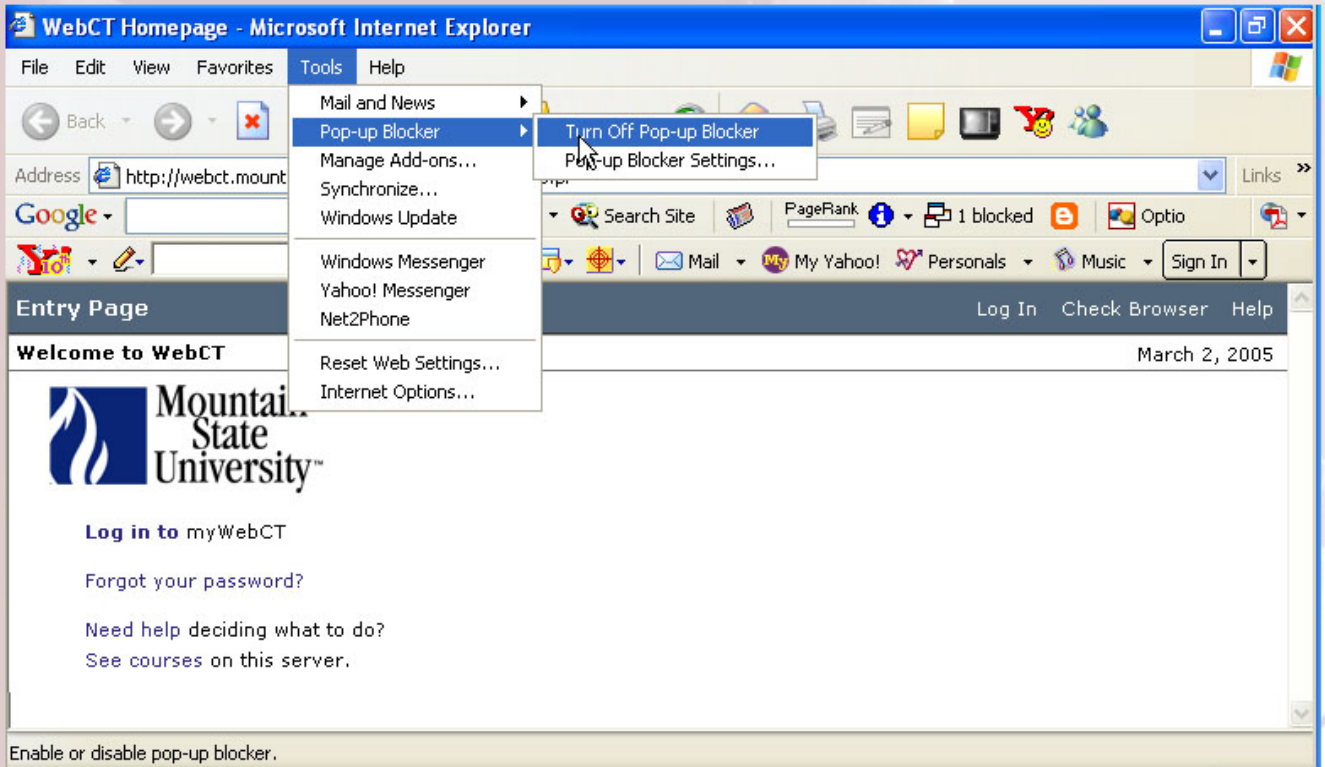 WebCT Homepage - Microsoft Internet Explorer
File Edit View Favorites Tools Help
Mail and News
Back
Pop-up Blocker Turn Off Pop-up Blocker
Manage Add-ons... Pop-up Blocker Settings...
Address http://webct.mount Links »
Synchronize...
Google Search Site PageRank 1 blocked Optio
Windows Update
Windows Messenger Mail My Yahoo! Personals Music Sign In
Yahoo! Messenger
Entry Page Log In Check Browser Help
Net2Phone
Welcome to WebCT March 2, 2005
Reset Web Settings...
Internet Options...
Mountai...
State
University™
Log in to myWebCT
Forgot your password?
Need help deciding what to do?
See courses on this server.
Enable or disable pop-up blocker.